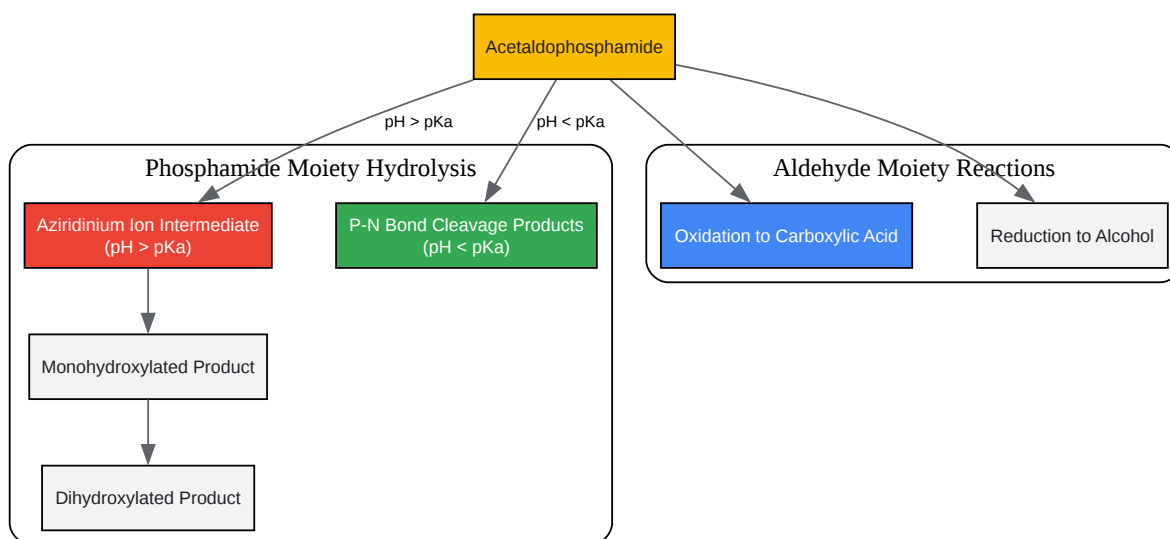 Acetaldophosphamide
pH > pKa
pH < pKa
Phosphamide Moiety Hydrolysis
Aldehyde Moiety Reactions
Aziridinium Ion Intermediate
(pH > pKa)
P-N Bond Cleavage Products
(pH < pKa)
Oxidation to Carboxylic Acid
Reduction to Alcohol
Monohydroxylated Product
Dihydroxylated Product